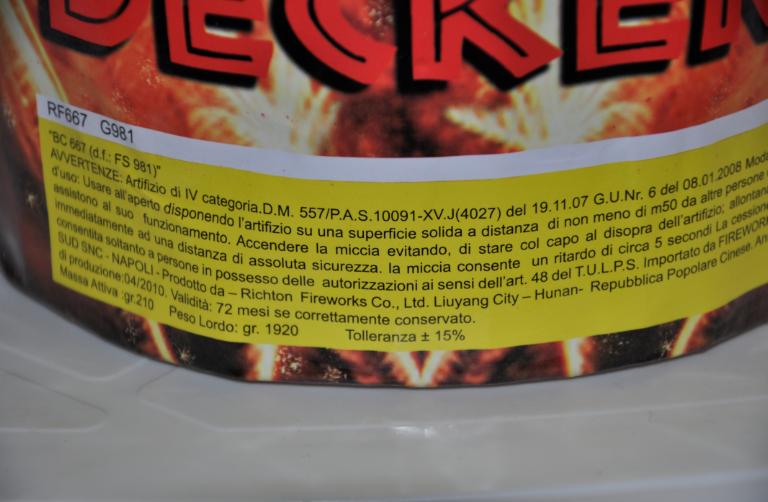 DECKER
RF667 G981
"BC 667 (d.f.: FS 981)"
AVVERTENZE: Artifizio di IV categoria.D.M. 557/P.A.S.10091-XV.J(4027) del 19.11.07 G.U.Nr. 6 del 08.01.2008 Moda
d'uso: Usare all'aperto disponendo l'artifizio su una superficie solida a distanza di non meno di m50 da altre persone
assistono al suo funzionamento. Accendere la miccia evitando, di stare col capo al disopra dell'artifizio; allontana
immediatamente ad una distanza di assoluta sicurezza. la miccia consente un ritardo di circa 5 secondi La cessione
consentita soltanto a persone in possesso delle autorizzazioni ai sensi dell'art. 48 del T.U.L.P.S. Importato da FIREWOR
SUD SNC - NAPOLI - Prodotto da – Richton Fireworks Co., Ltd. Liuyang City – Hunan- Repubblica Popolare Cinese. An
di produzione:04/2010. Validità: 72 mesi se correttamente conservato.
Massa Attiva :gr.210 Peso Lordo: gr. 1920 Tolleranza ± 15%